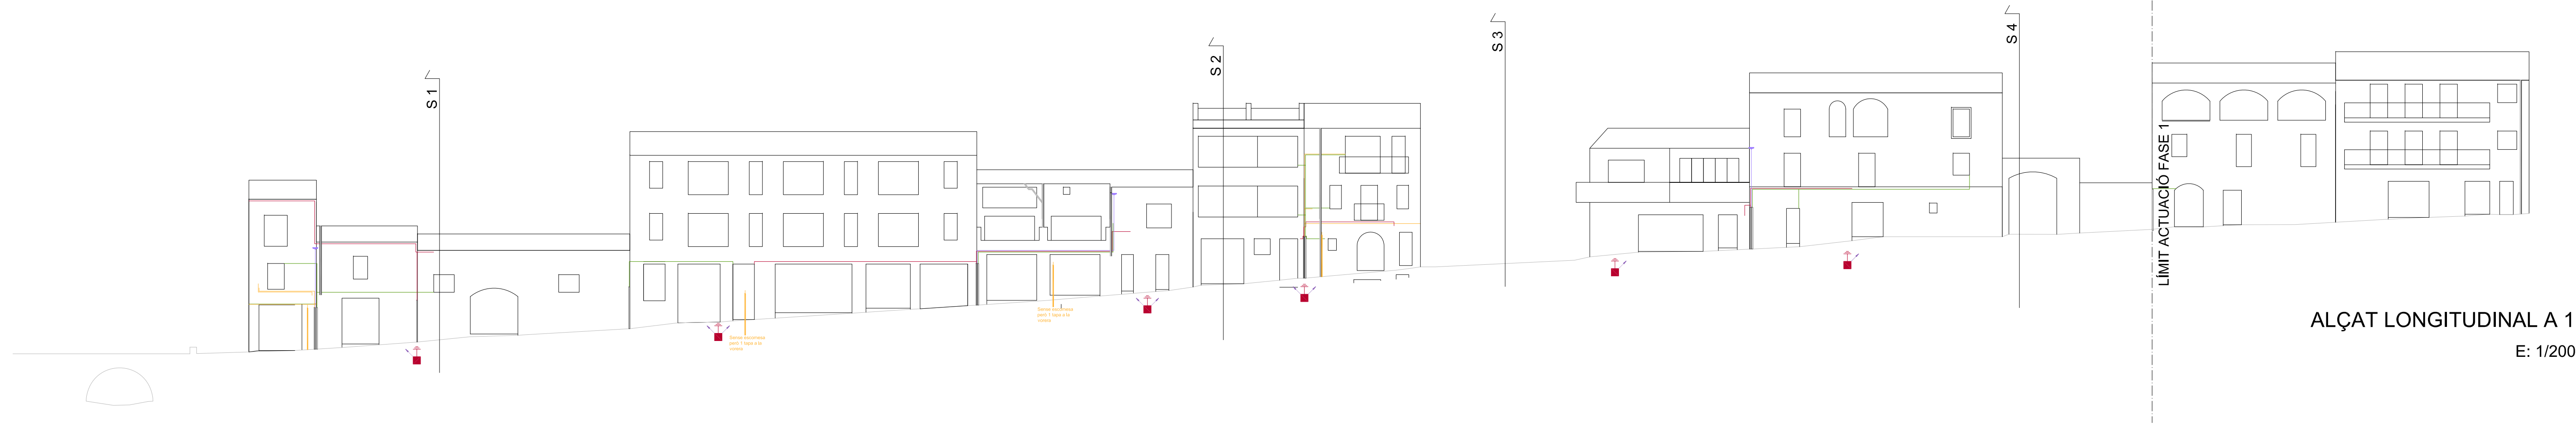 S 1
S 2
S 3
S 4
LÍMIT ACTUACIÓ FASE 1
ALÇAT LONGITUDINAL A 1
E: 1/200